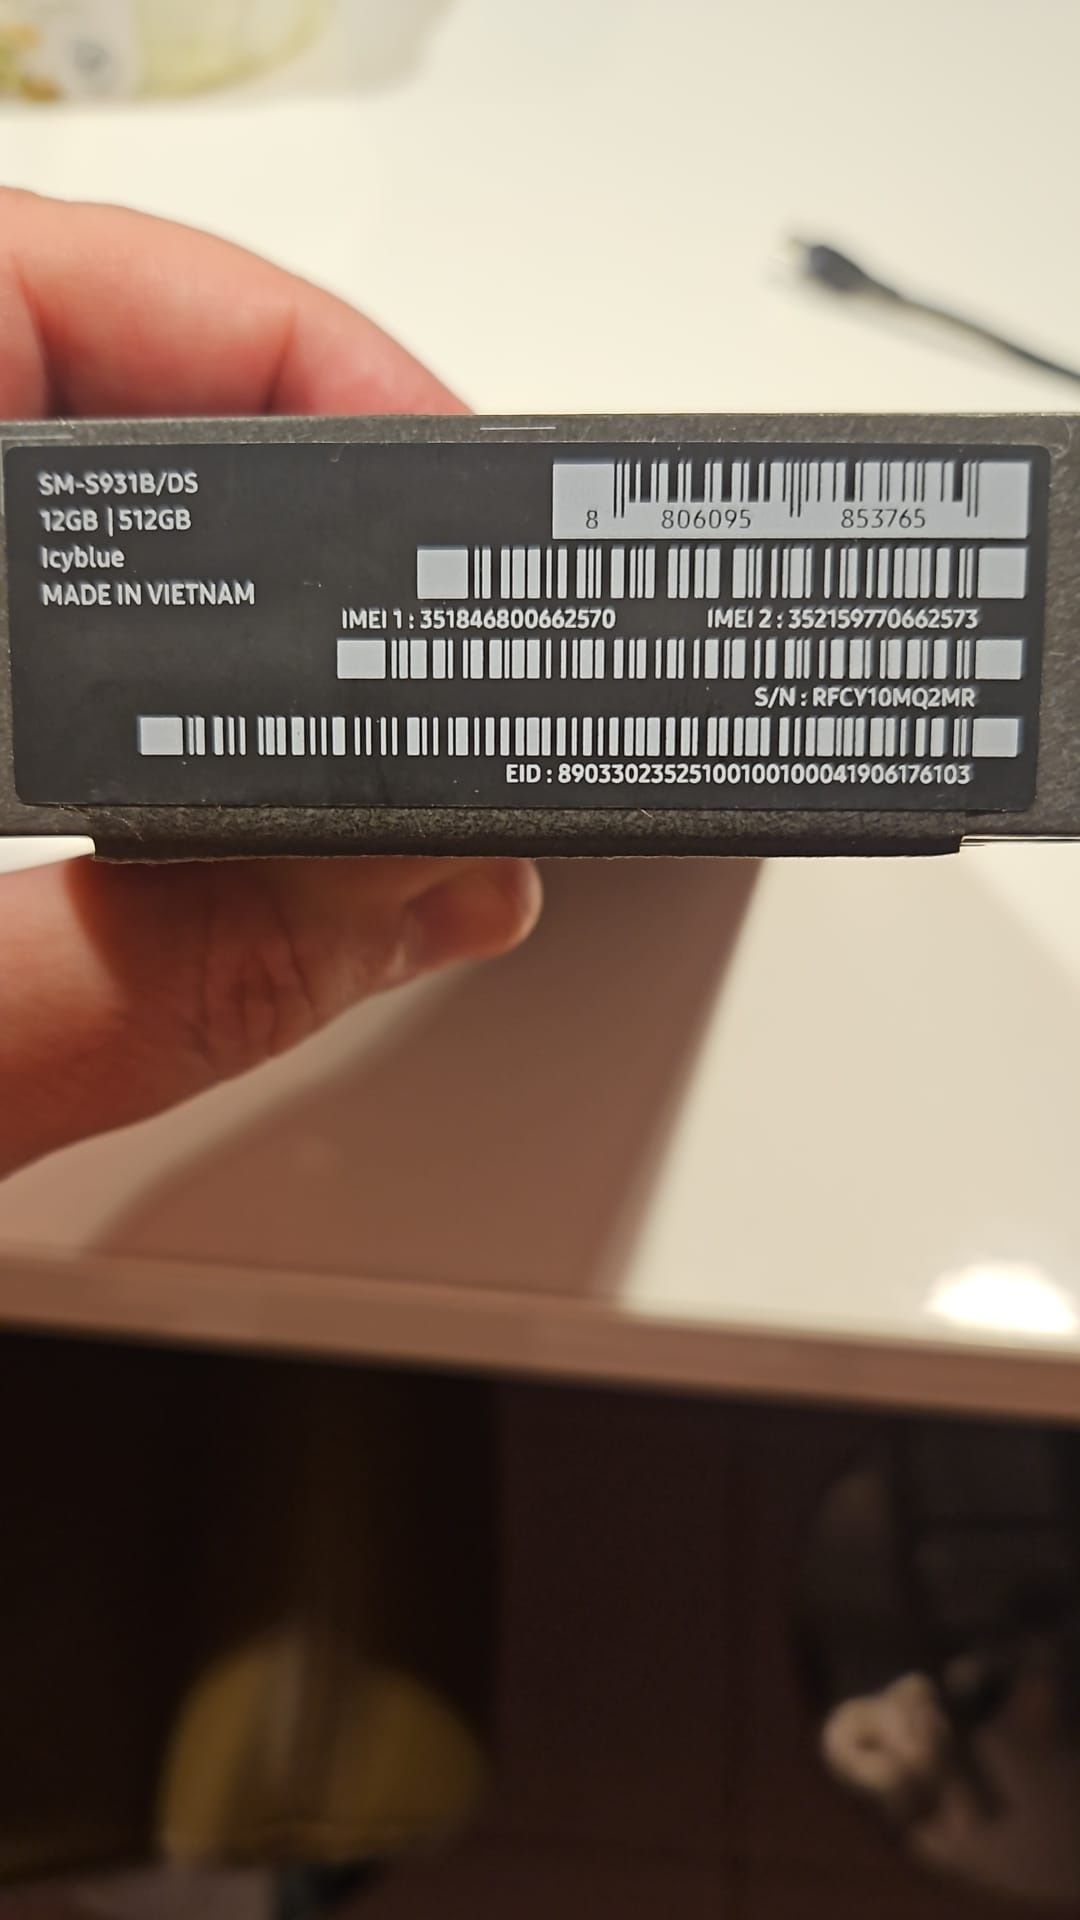 SM-S931B/DS
12GB | 512GB
Icyblue
MADE IN VIETNAM
8 806095 853765
IMEI 1 : 351846800662570 IMEI 2 : 352159770662573
S/N : RFCY10MQ2MR
EID : 89033023525100100100041906176103